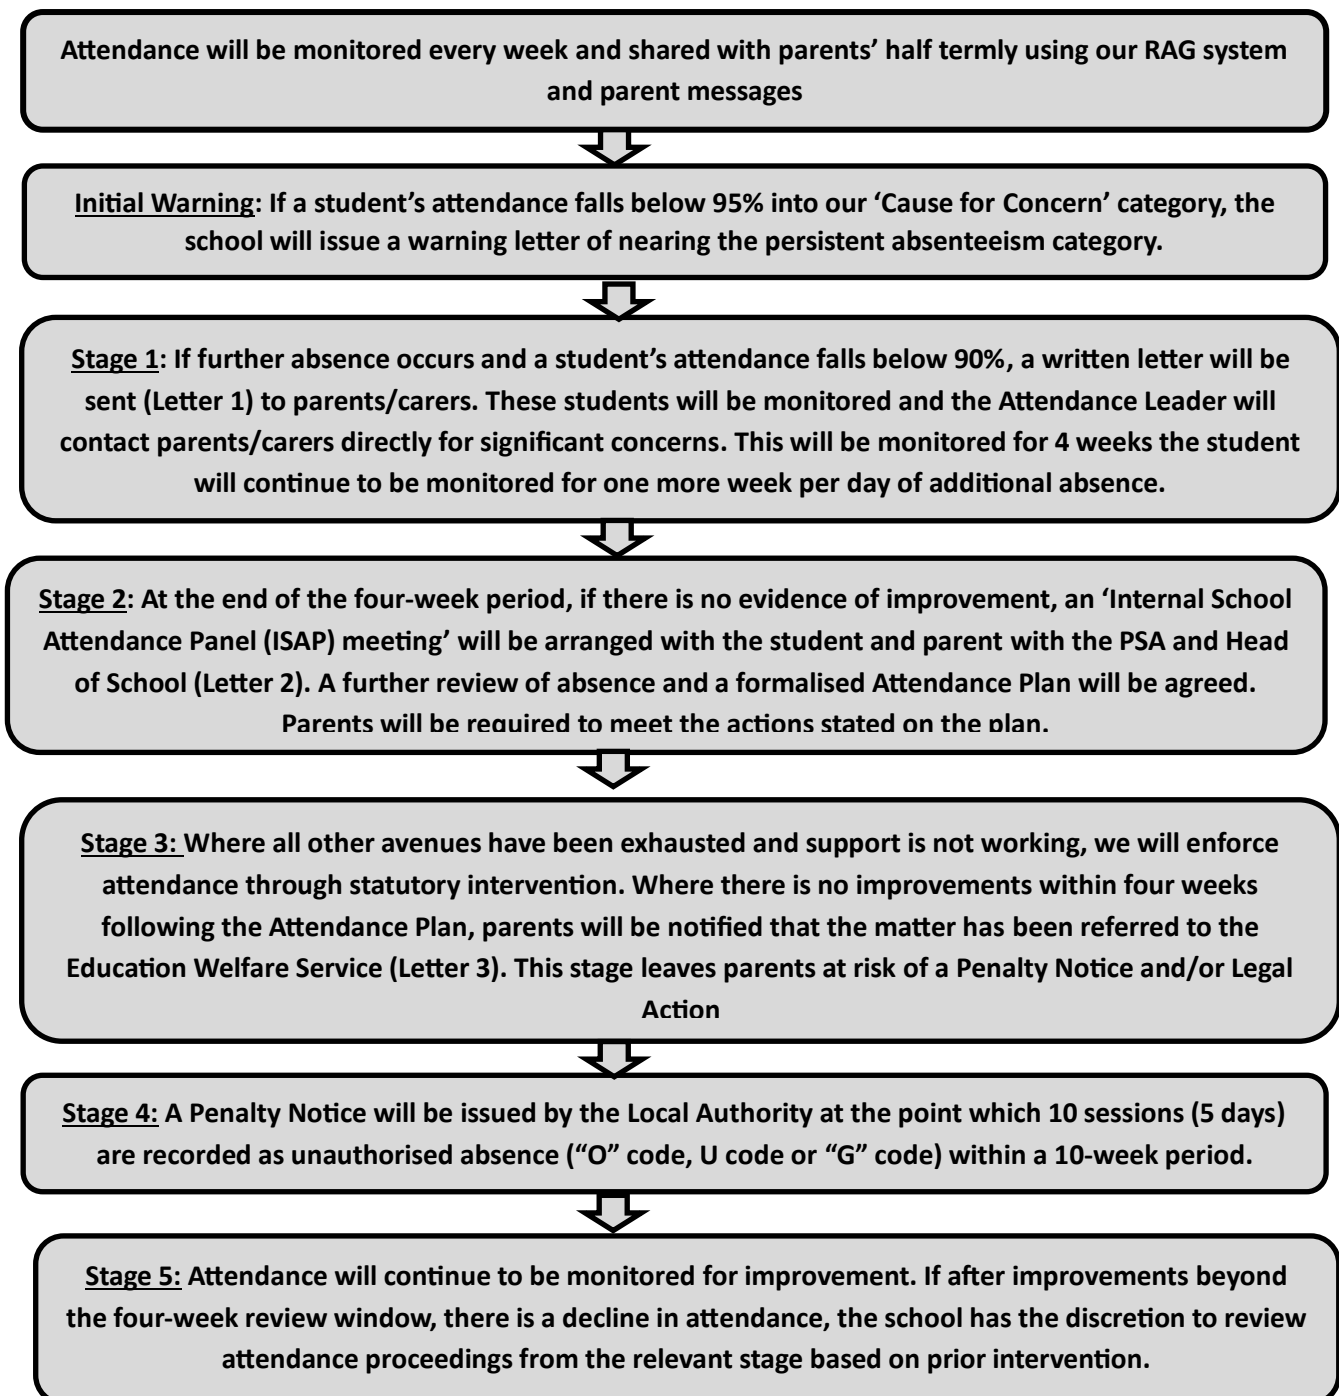 Attendance will be monitored every week and shared with parents’ half termly using our RAG system
and parent messages
Initial Warning: If a student’s attendance falls below 95% into our ‘Cause for Concern’ category, the
school will issue a warning letter of nearing the persistent absenteeism category.
Stage 1: If further absence occurs and a student’s attendance falls below 90%, a written letter will be
sent (Letter 1) to parents/carers. These students will be monitored and the Attendance Leader will
contact parents/carers directly for significant concerns. This will be monitored for 4 weeks the student
will continue to be monitored for one more week per day of additional absence.
Stage 2: At the end of the four-week period, if there is no evidence of improvement, an ‘Internal School
Attendance Panel (ISAP) meeting’ will be arranged with the student and parent with the PSA and Head
of School (Letter 2). A further review of absence and a formalised Attendance Plan will be agreed.
Parents will be required to meet the actions stated on the plan.
Stage 3: Where all other avenues have been exhausted and support is not working, we will enforce
attendance through statutory intervention. Where there is no improvements within four weeks
following the Attendance Plan, parents will be notified that the matter has been referred to the
Education Welfare Service (Letter 3). This stage leaves parents at risk of a Penalty Notice and/or Legal
Action
Stage 4: A Penalty Notice will be issued by the Local Authority at the point which 10 sessions (5 days)
are recorded as unauthorised absence (“O” code, U code or “G” code) within a 10-week period.
Stage 5: Attendance will continue to be monitored for improvement. If after improvements beyond
the four-week review window, there is a decline in attendance, the school has the discretion to review
attendance proceedings from the relevant stage based on prior intervention.